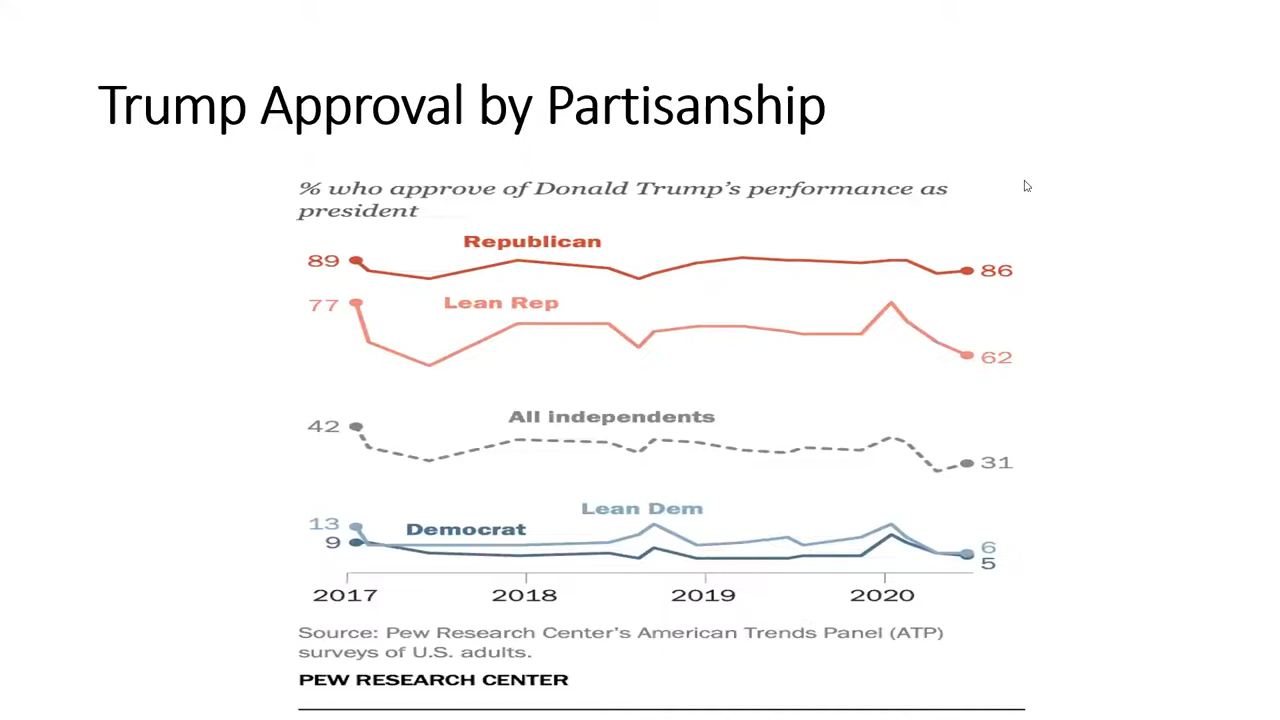 Trump Approval by Partisanship
% who approve of Donald Trump's performance as
president
Republican
89
86
Lean Rep
77
62
All independents
42
31
Lean Dem
13
Democrat
9
6
5
2017 2018 2019 2020
Source: Pew Research Center's American Trends Panel (ATP)
surveys of U.S. adults.
PEW RESEARCH CENTER